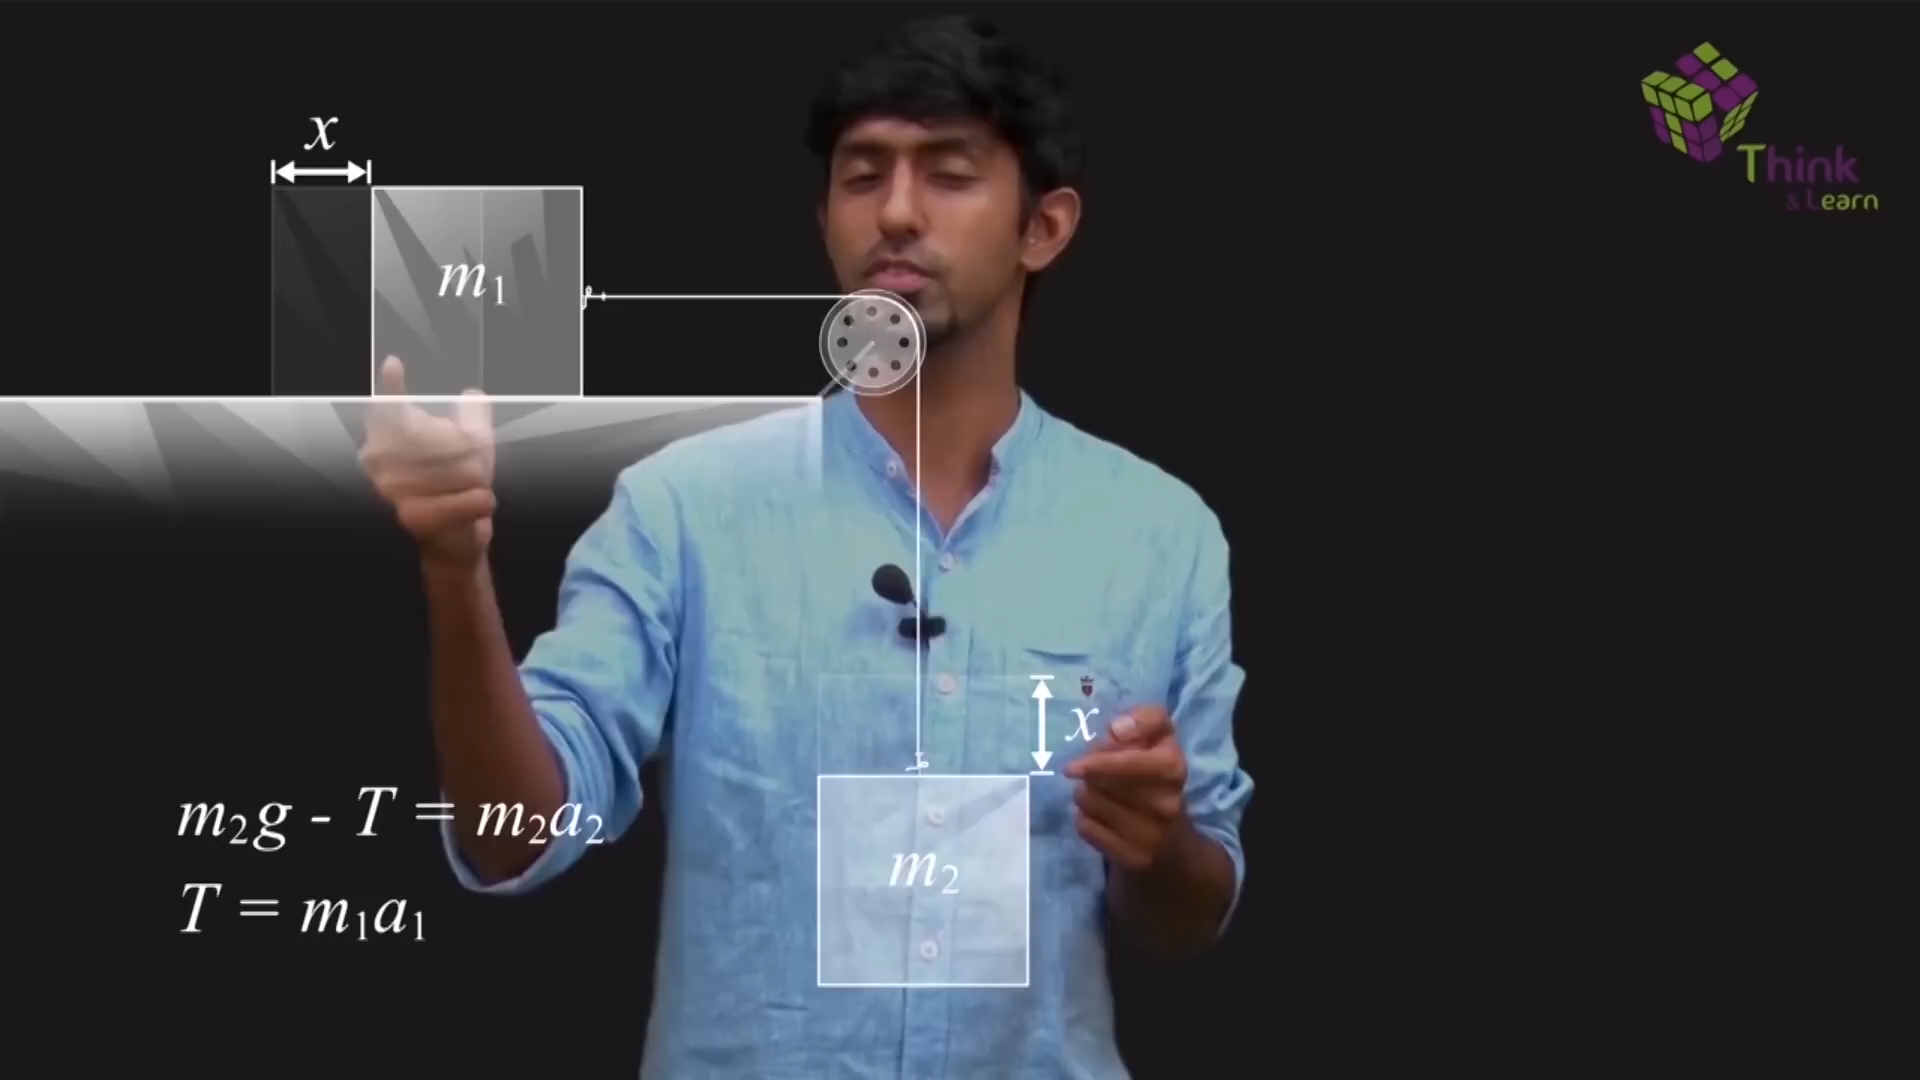 x
Think
& Learn
m₁
x
m₂g - T = m₂a₂
m₂
T = m₁a₁